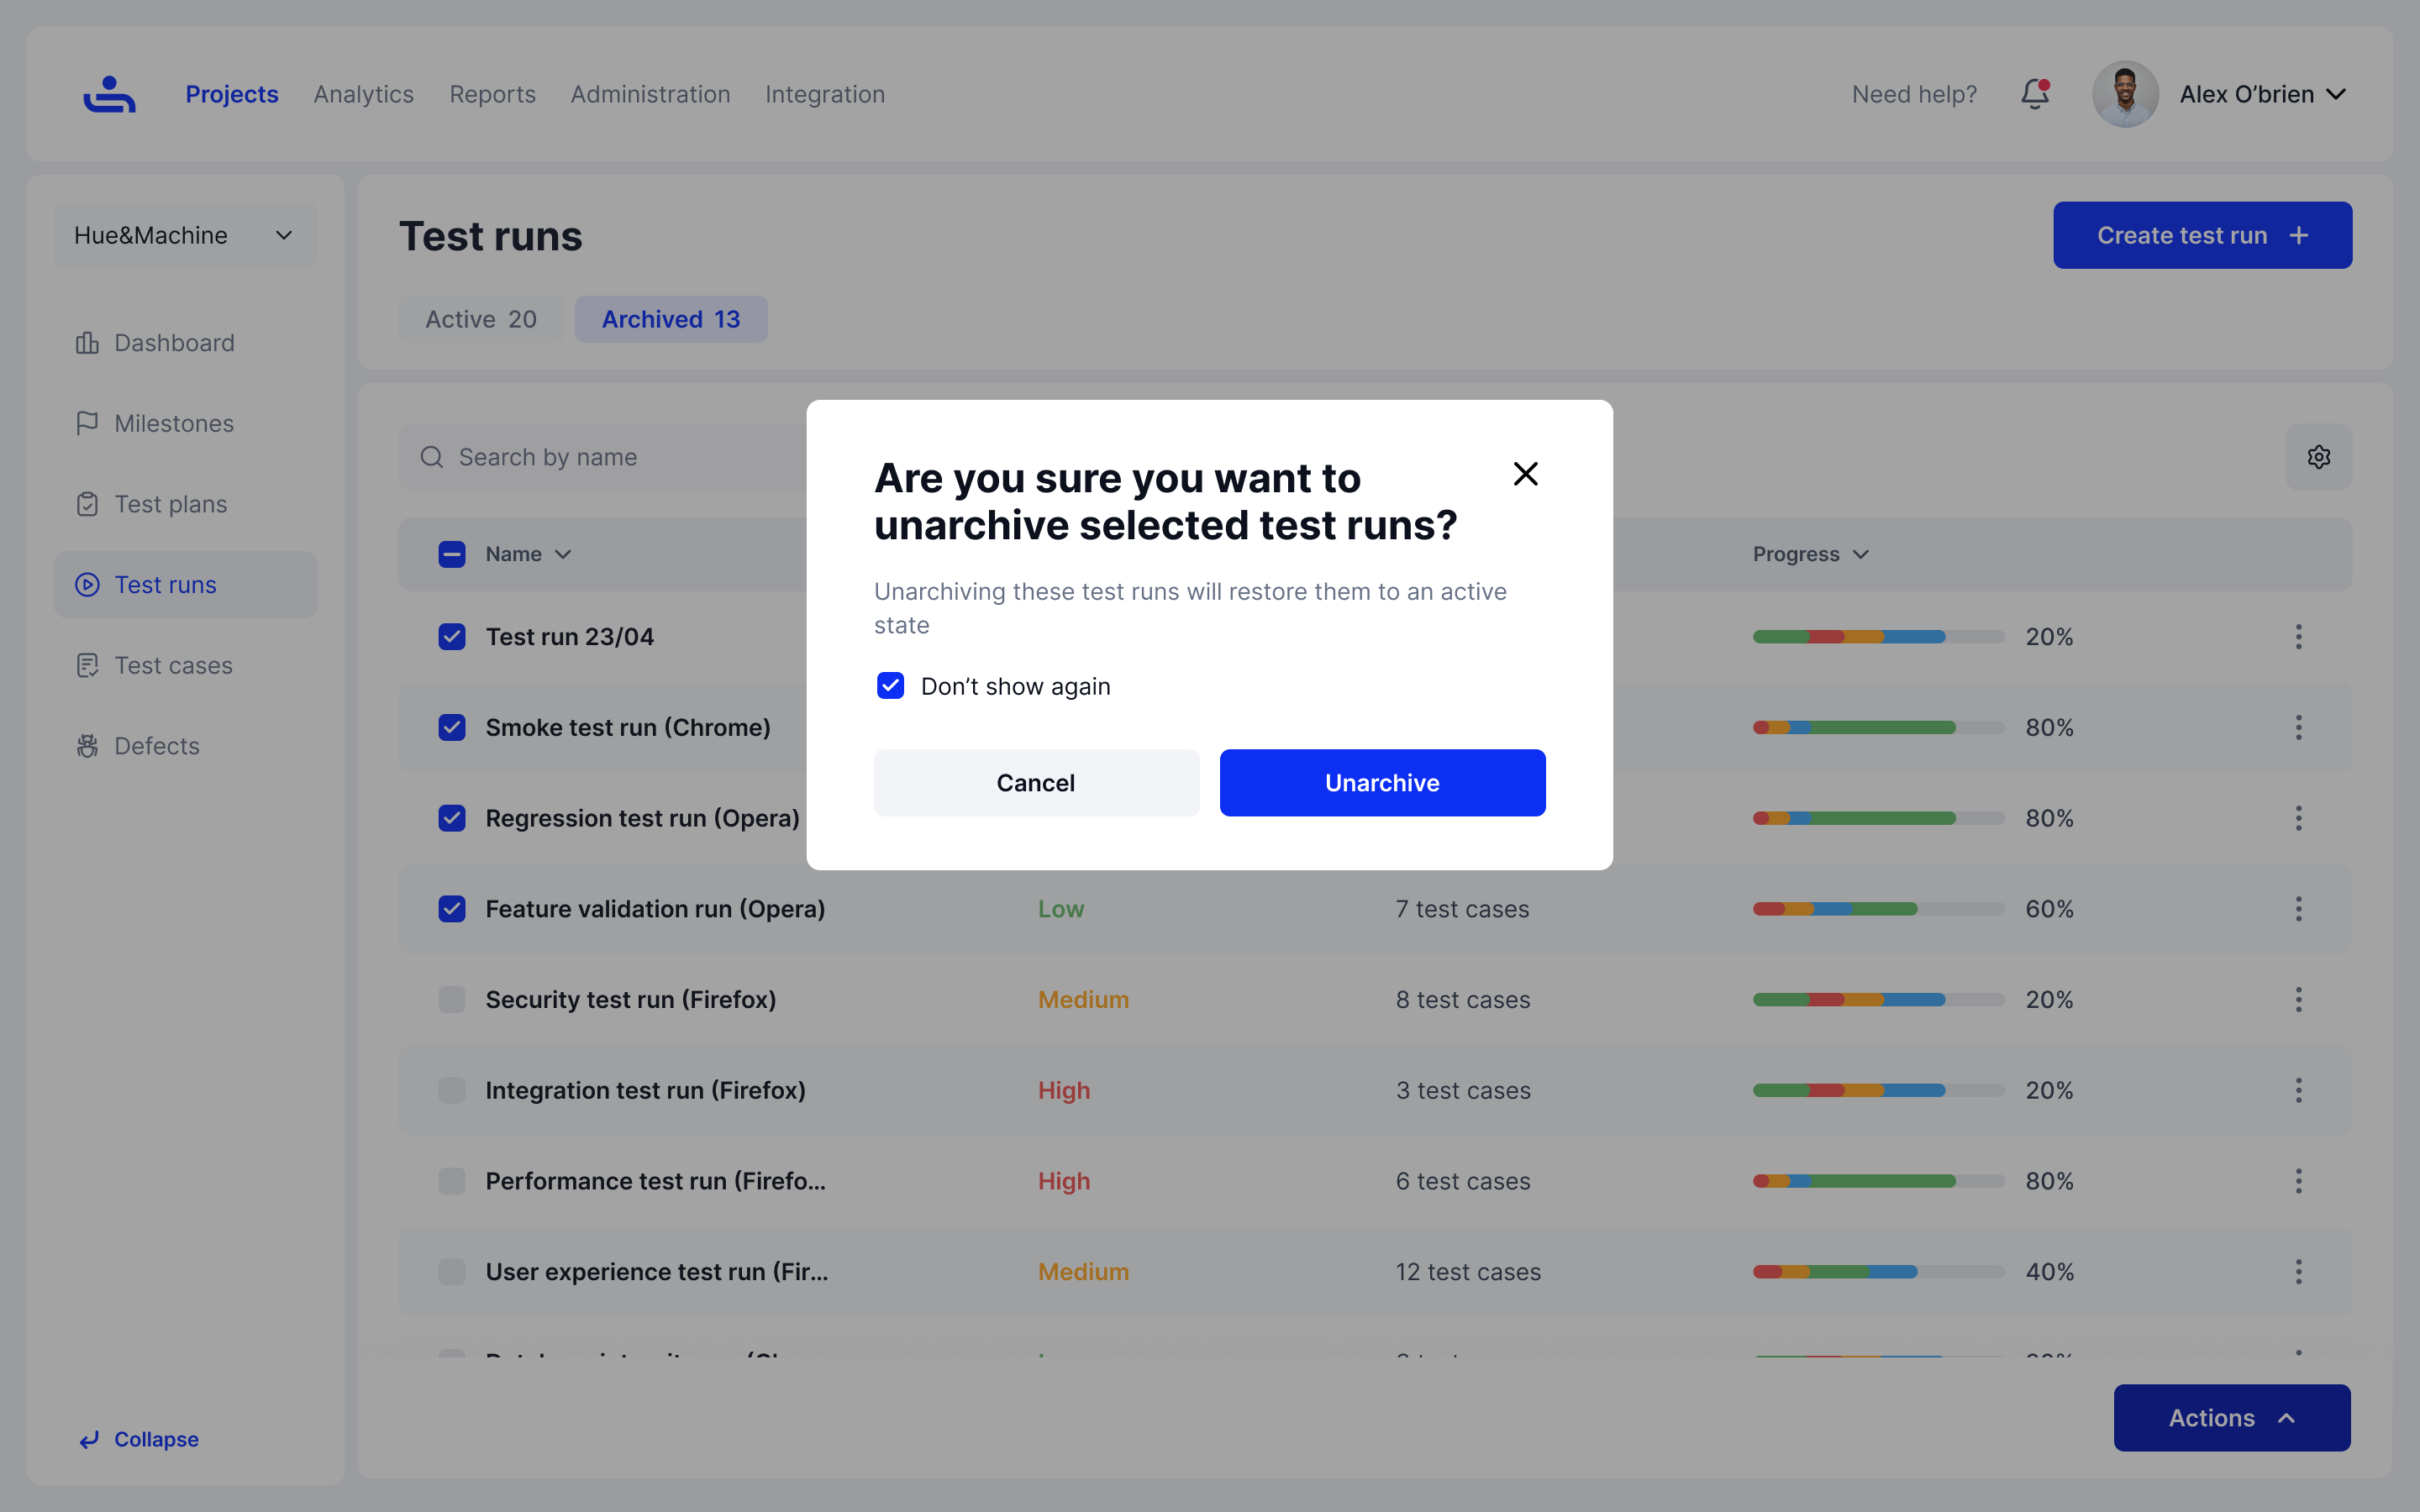 Projects Analytics Reports Administration Integration Need help? Alex O’brien
Hue&Machine
Dashboard
Milestones
Test plans
Test runs
Test cases
Defects
Collapse
Test runs
Create test run
Active 20 Archived 13
Search by name
Name Progress
Test run 23/04 20%
Smoke test run (Chrome) 80%
Regression test run (Opera) 80%
Feature validation run (Opera) Low 7 test cases 60%
Security test run (Firefox) Medium 8 test cases 20%
Integration test run (Firefox) High 3 test cases 20%
Performance test run (Firefo... High 6 test cases 80%
User experience test run (Fir... Medium 12 test cases 40%
Actions
Are you sure you want to
unarchive selected test runs?
Unarchiving these test runs will restore them to an active
state
Don’t show again
Cancel Unarchive